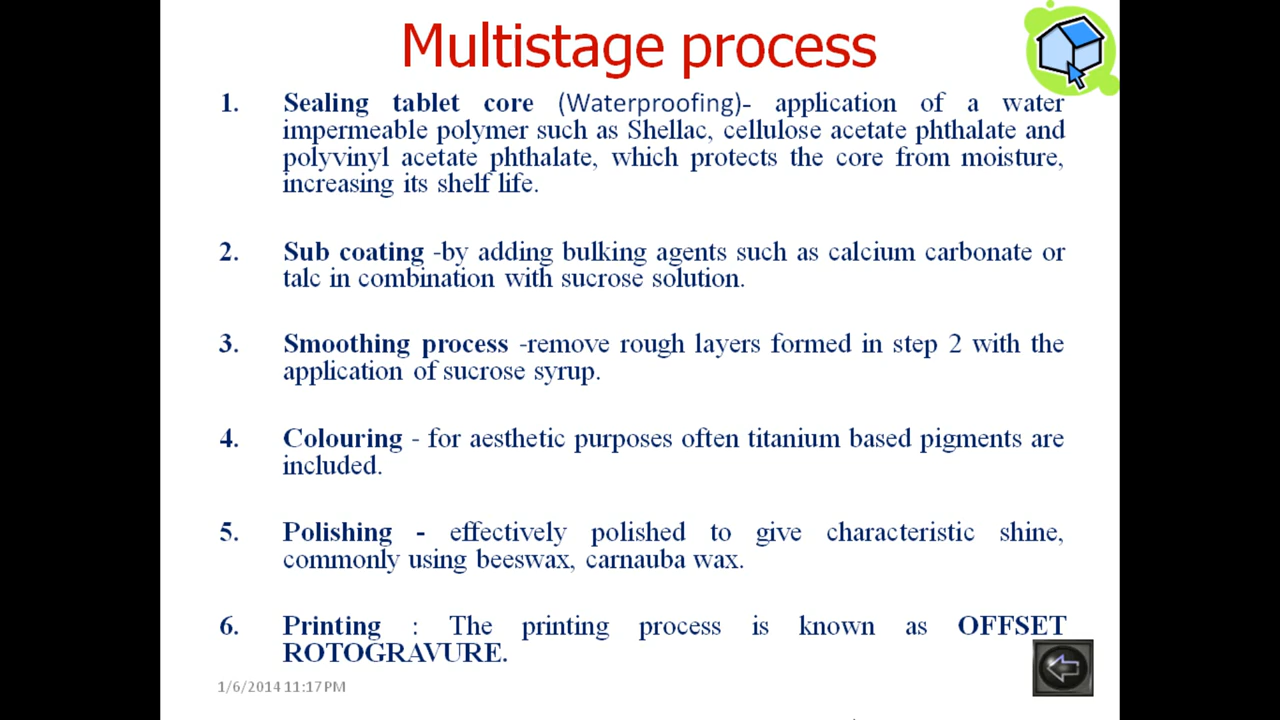 Multistage process
1. Sealing tablet core (Waterproofing)- application of a water
impermeable polymer such as Shellac, cellulose acetate phthalate and
polyvinyl acetate phthalate, which protects the core from moisture,
increasing its shelf life.
2. Sub coating -by adding bulking agents such as calcium carbonate or
talc in combination with sucrose solution.
3. Smoothing process -remove rough layers formed in step 2 with the
application of sucrose syrup.
4. Colouring - for aesthetic purposes often titanium based pigments are
included.
5. Polishing - effectively polished to give characteristic shine,
commonly using beeswax, carnauba wax.
6. Printing : The printing process is known as OFFSET
ROTOGRAVURE.
1/6/2014 11:17 PM